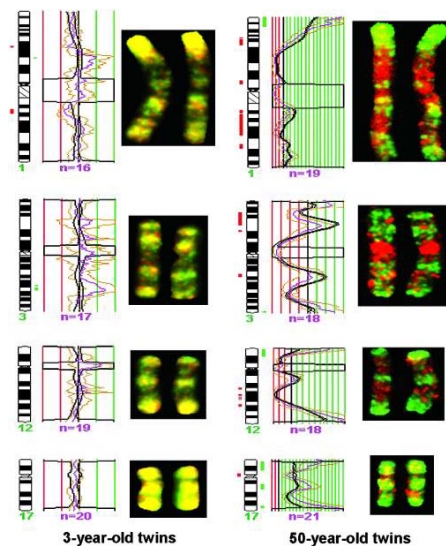 1 n=16
1 n=19
3 n=17
3 n=18
12 n=19
12 n=18
17 n=20
17 n=21
3-year-old twins
50-year-old twins